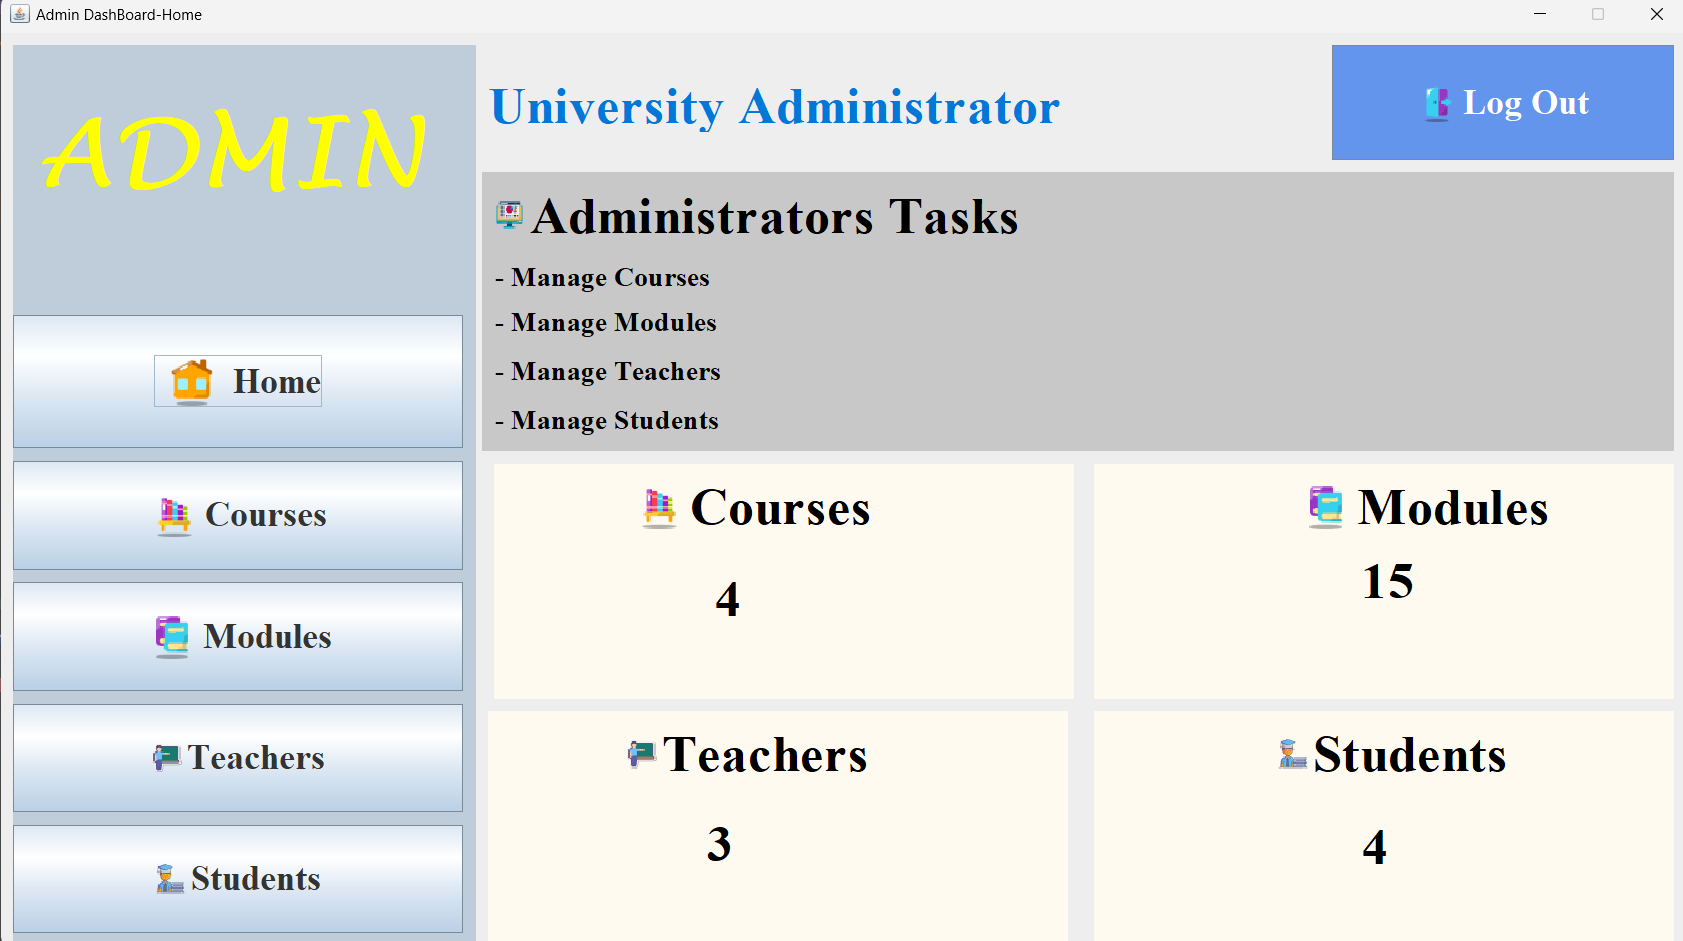 Admin DashBoard-Home
ADMIN
Home
Courses
Modules
Teachers
Students
University Administrator
Log Out
Administrators Tasks
- Manage Courses
- Manage Modules
- Manage Teachers
- Manage Students
Courses
4
Modules
15
Teachers
3
Students
4